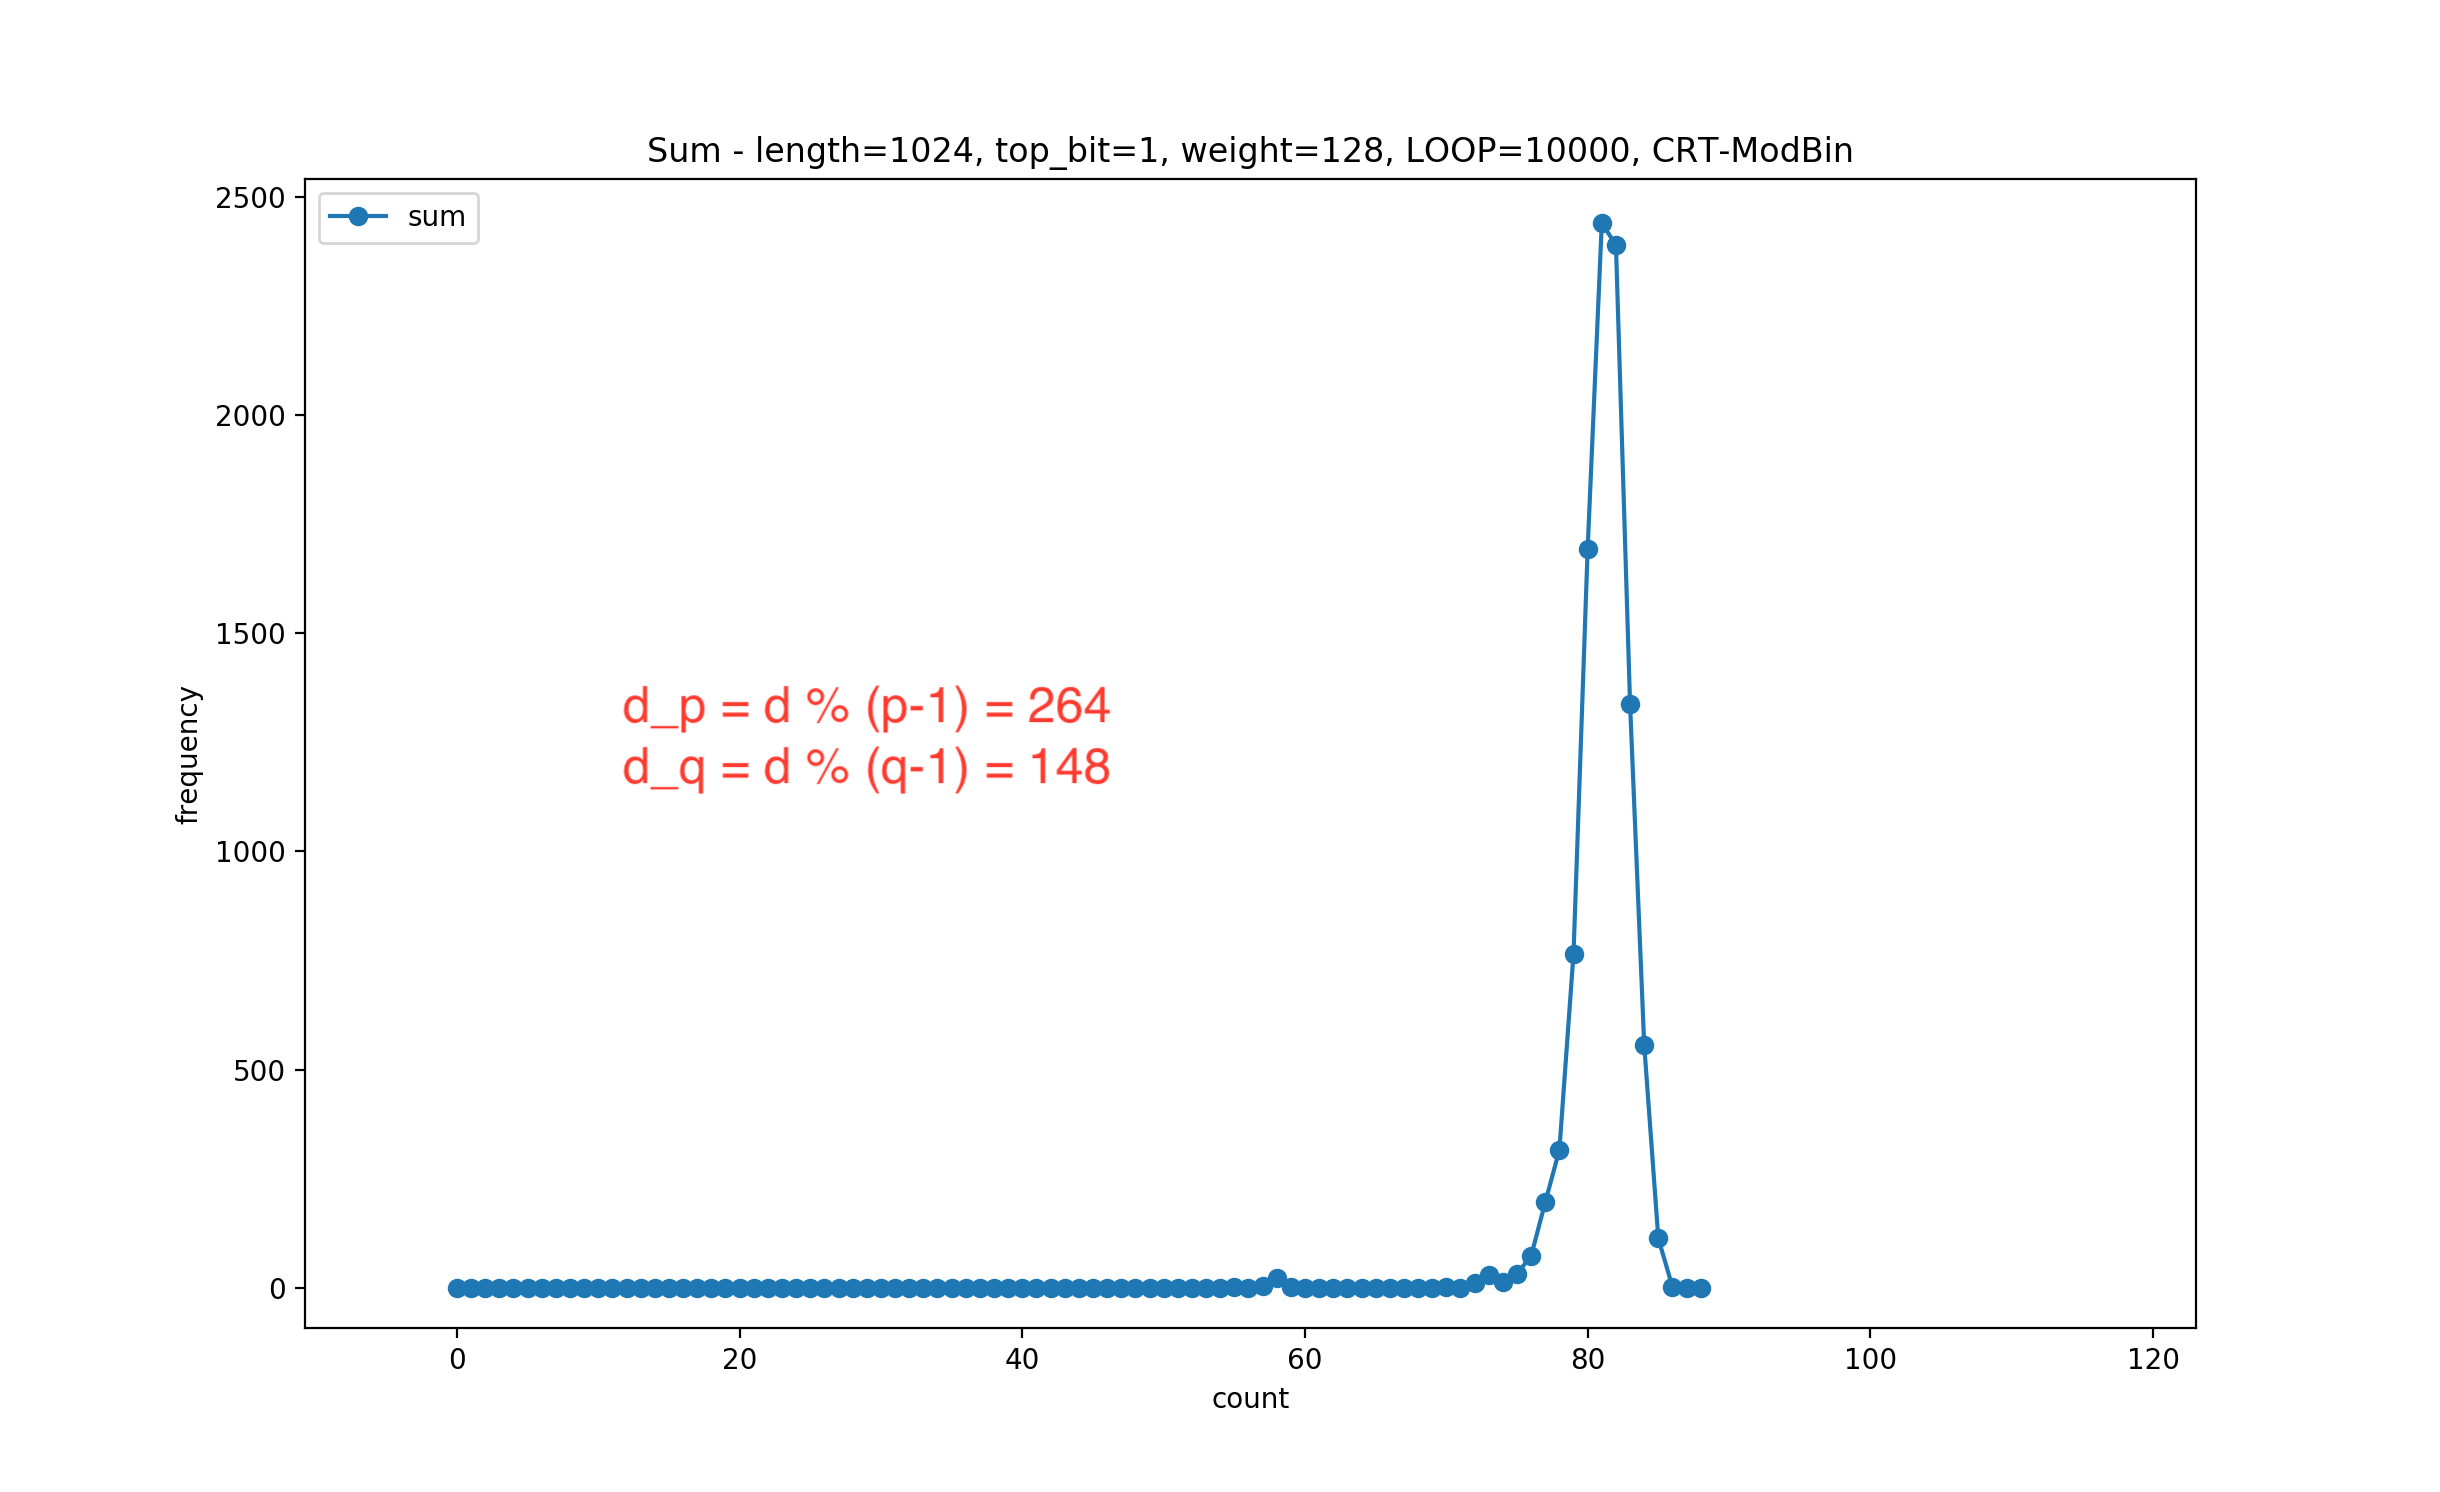 Sum - length=1024, top_bit=1, weight=128, LOOP=10000, CRT-ModBin
sum
2500
2000
1500
1000
500
0
frequency
d_p = d % (p-1) = 264
d_q = d % (q-1) = 148
0 20 40 60 80 100 120
count